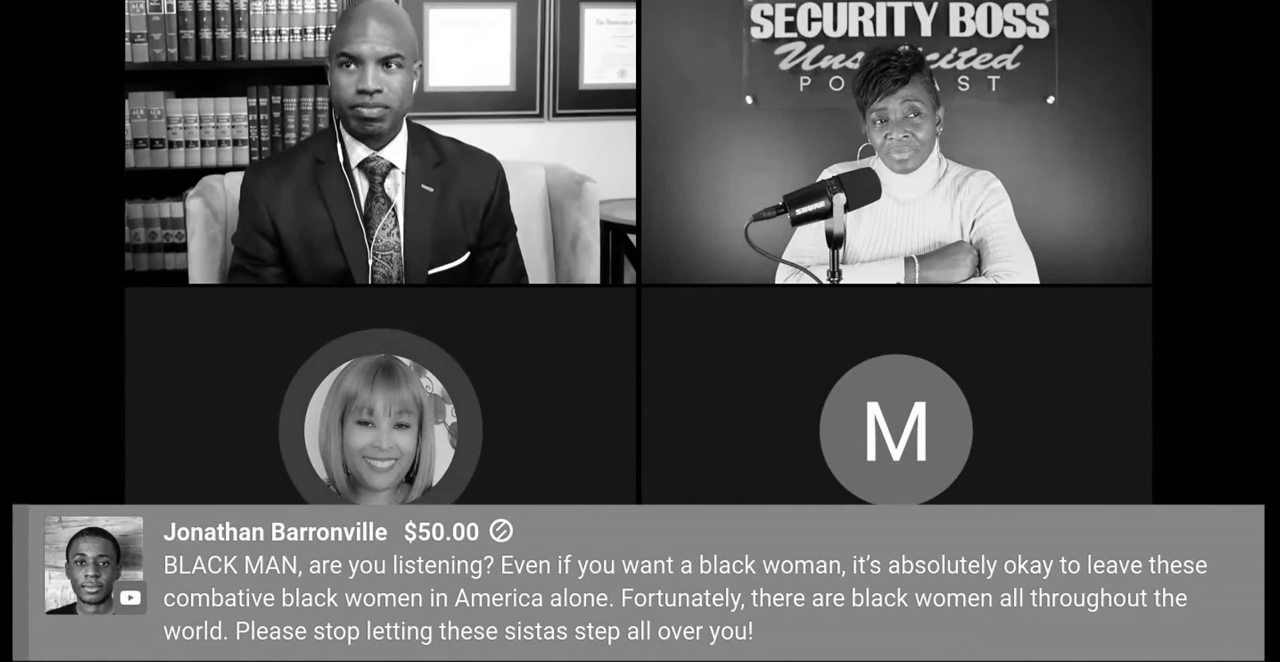 SECURITY BOSS
PO AST
SHURE
M
Jonathan Barronville $50.00
BLACK MAN, are you listening? Even if you want a black woman, it’s absolutely okay to leave these
combative black women in America alone. Fortunately, there are black women all throughout the
world. Please stop letting these sistas step all over you!